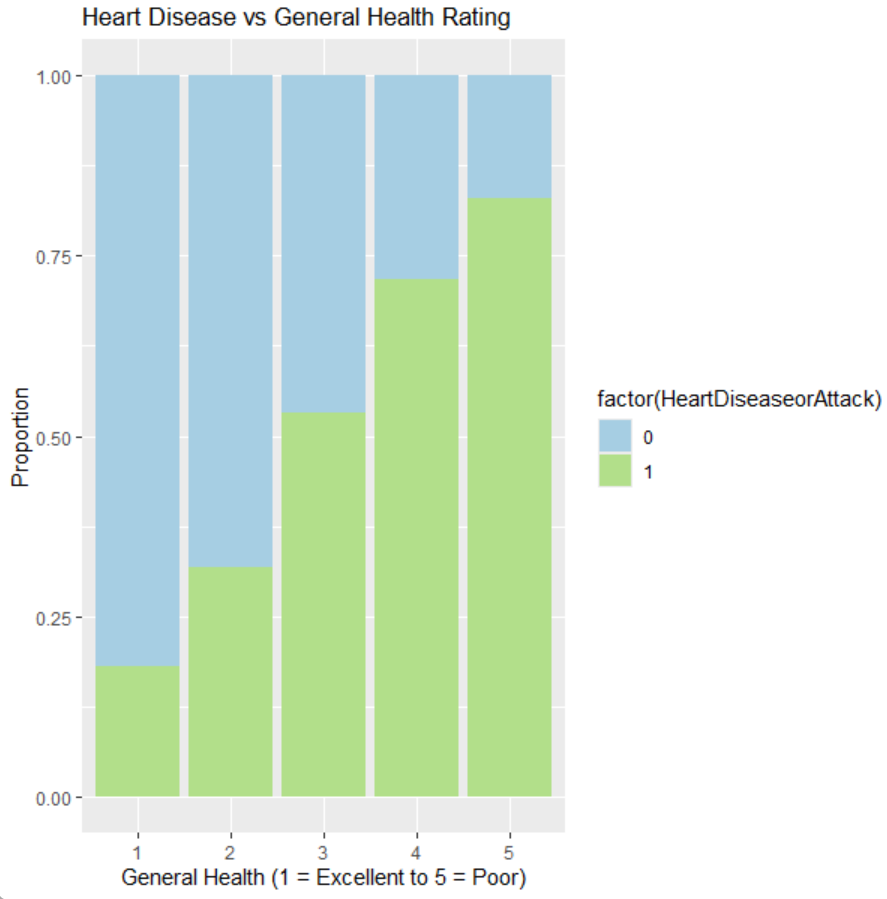 Heart Disease vs General Health Rating
1.00
0.75
0.50
0.25
0.00
Proportion
1 2 3 4 5
General Health (1 = Excellent to 5 = Poor)
factor(HeartDiseaseorAttack)
0
1